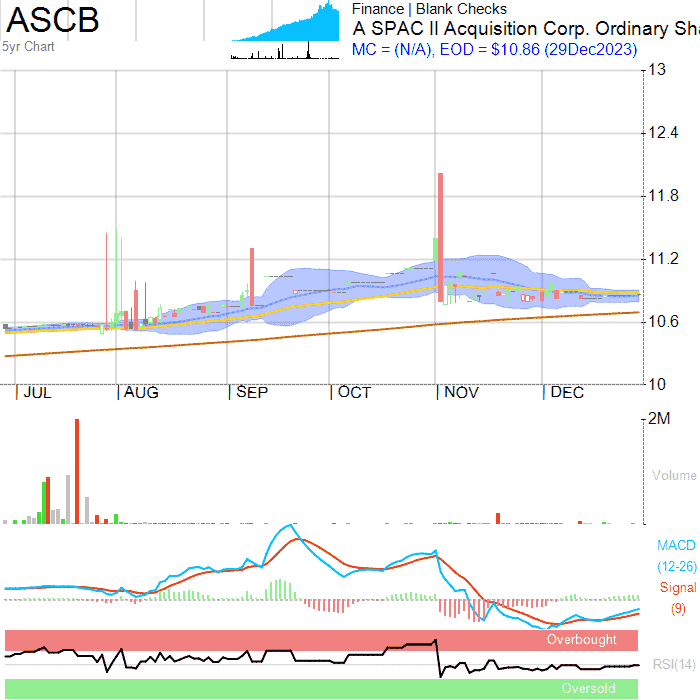 ASCB
5yr Chart
Finance | Blank Checks
A SPAC II Acquisition Corp. Ordinary Sha
MC = (N/A), EOD = $10.86 (29Dec2023)
13
12.4
11.8
11.2
10.6
10
JUL AUG SEP OCT NOV DEC
2M
Volume
MACD
(12-26)
Signal
(9)
Overbought
RSI(14)
Oversold